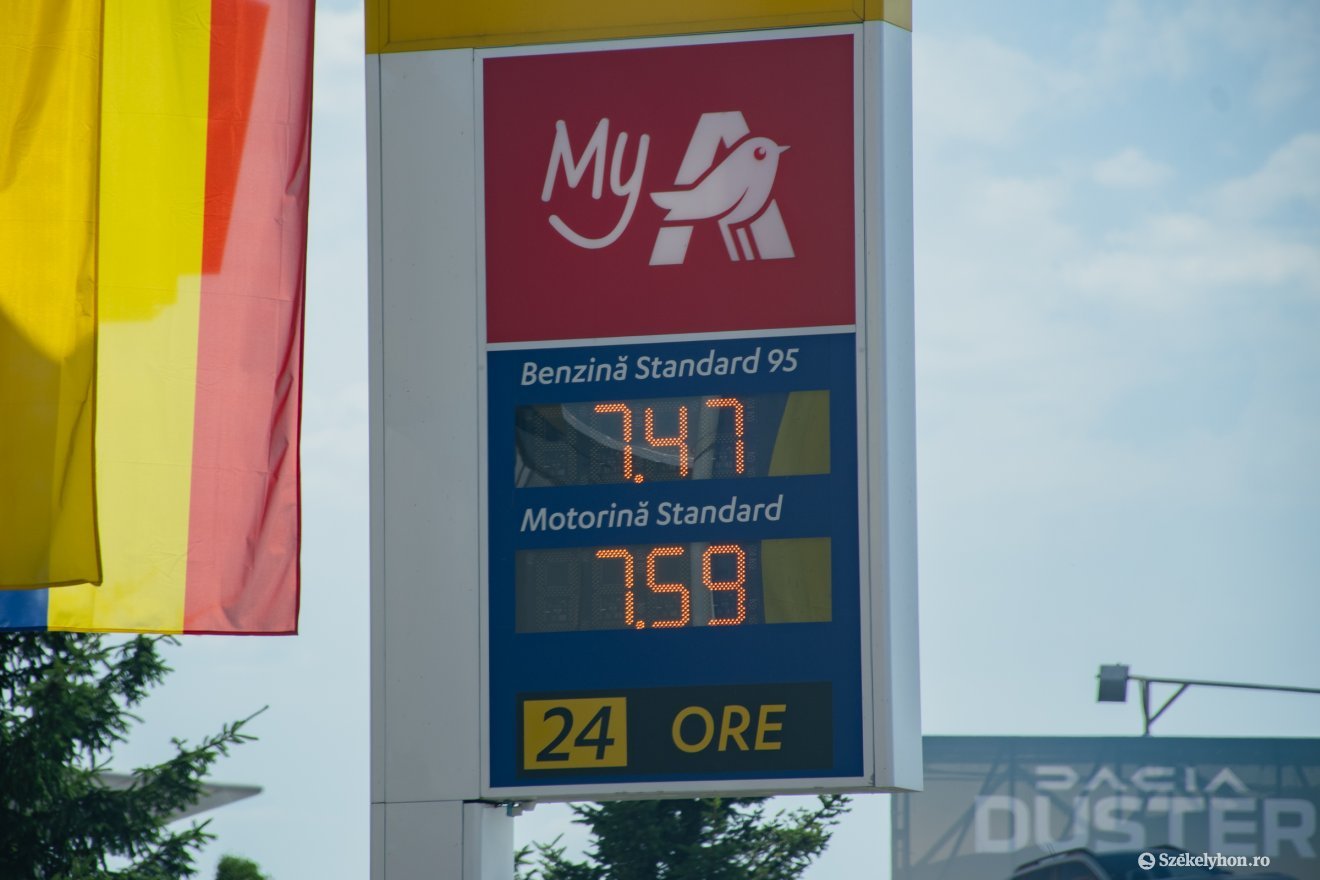 My A
Benzină Standard 95
7.47
Motorină Standard
7.59
24 ORE
DACIA
DUSTER
Székelyhon.ro